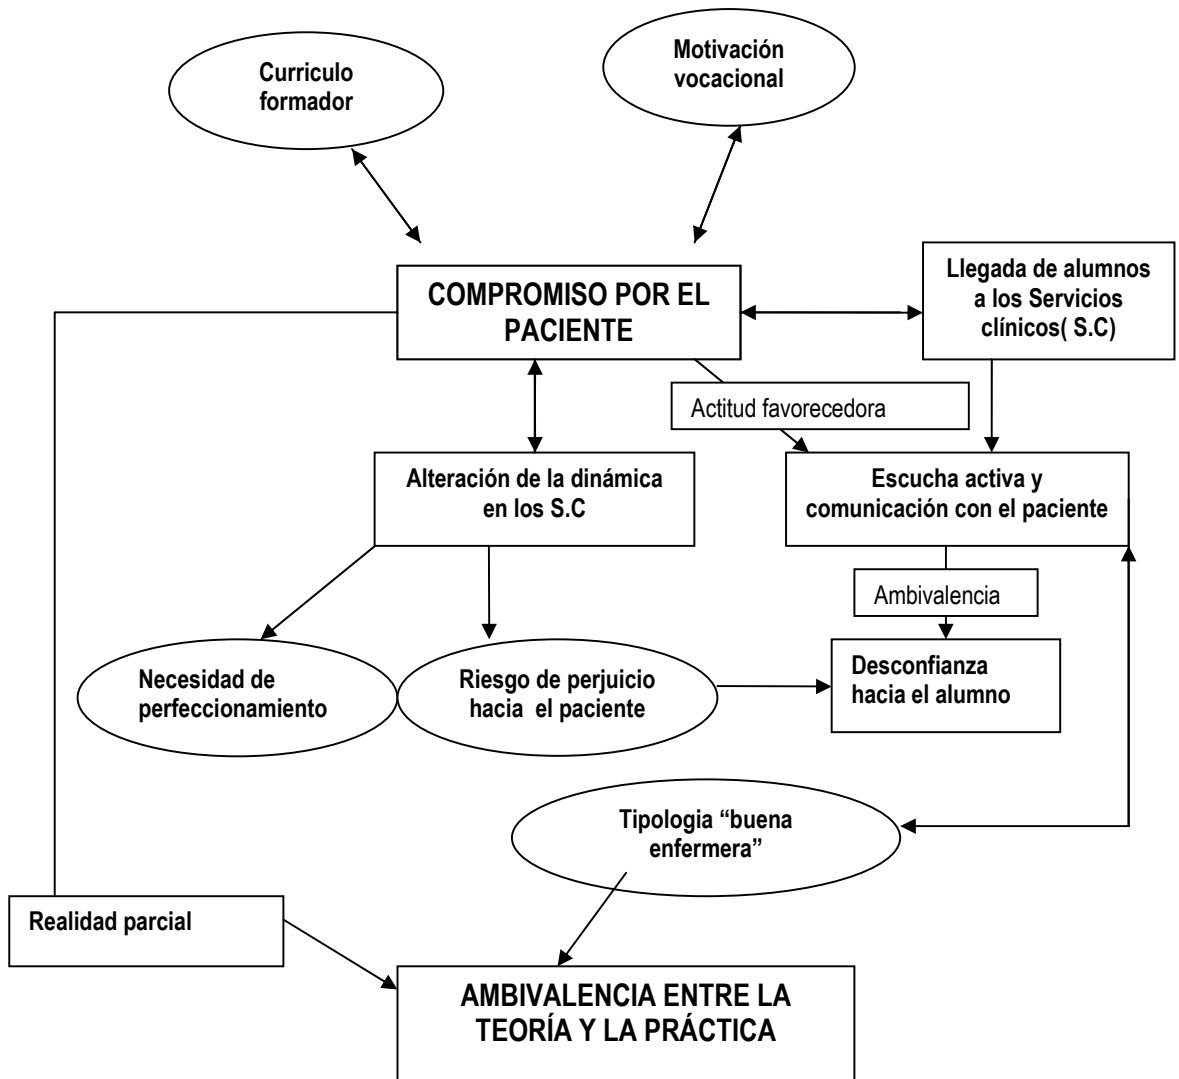 Curriculo
formador
Motivación
vocacional
COMPROMISO POR EL
PACIENTE
Llegada de alumnos
a los Servicios
clínicos( S.C)
Actitud favorecedora
Alteración de la dinámica
en los S.C
Escucha activa y
comunicación con el paciente
Ambivalencia
Necesidad de
perfeccionamiento
Riesgo de perjuicio
hacia el paciente
Desconfianza
hacia el alumno
Tipologia “buena
enfermera”
Realidad parcial
AMBIVALENCIA ENTRE LA
TEORÍA Y LA PRÁCTICA